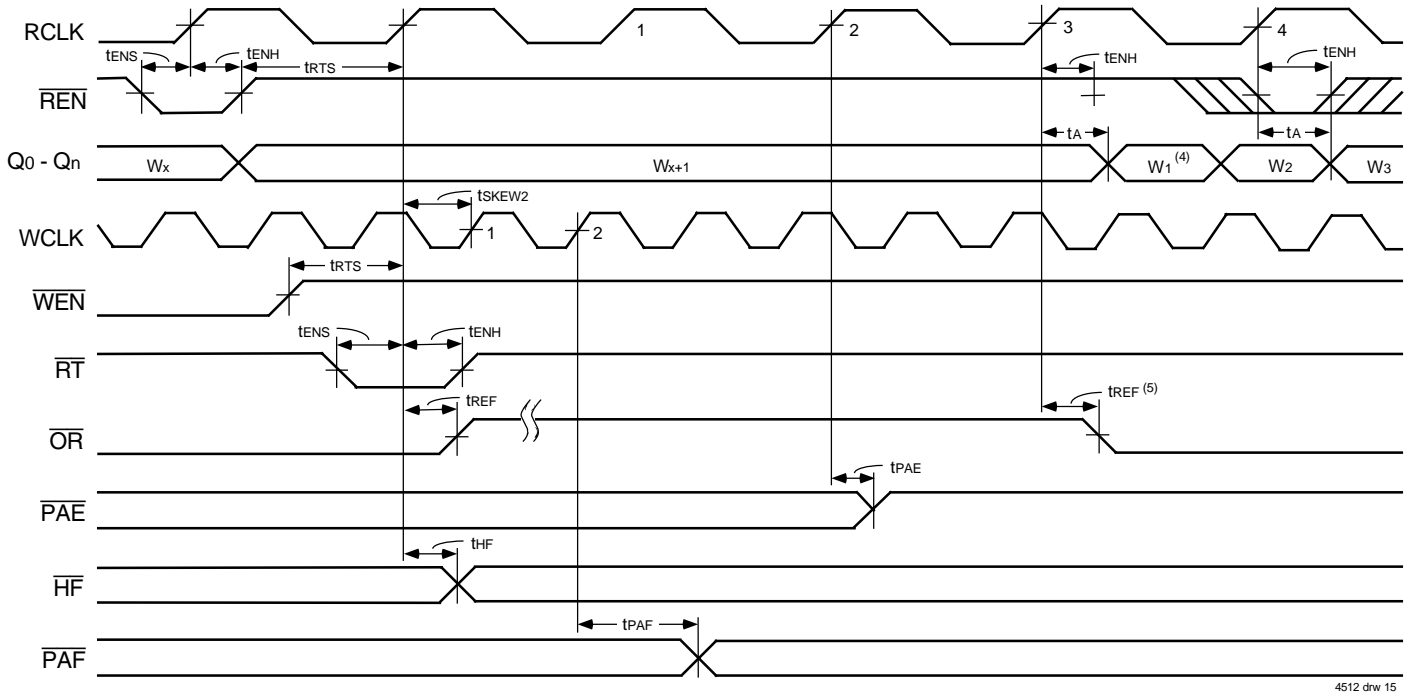 RCLK 1 2 3 4
tENS tENH tRTS tENH tENH
REN
tA tA
Q0 - Qn Wx Wx+1 W1 (4) W2 W3
tSKEW2
WCLK 1 2
tRTS
WEN
tENS tENH
RT
tREF tREF (5)
OR
tPAE
PAE
tHF
HF
tPAF
PAF
4512 drw 15